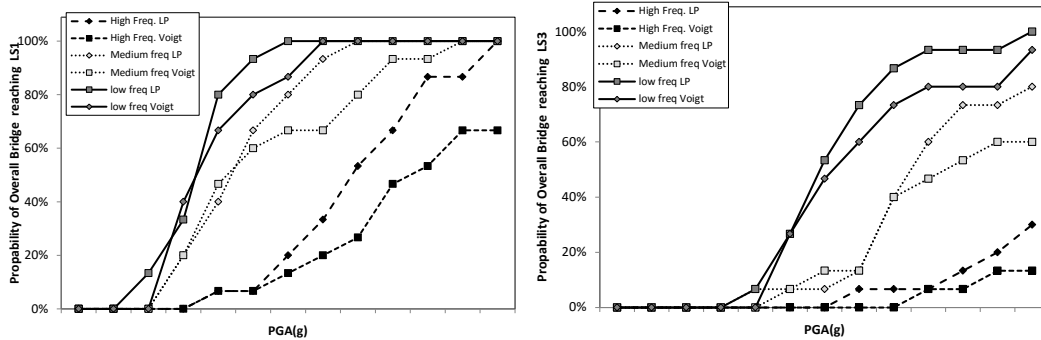 Propability of Overall Bridge reaching LS1
High Freq. LP
High Freq. Voigt
Medium freq LP
Medium freq Voigt
low freq LP
low freq Voigt
100%
80%
60%
40%
20%
0%
PGA(g)
Propability of Overall Bridge reaching LS3
High Freq. LP
High Freq. Voigt
Medium freq LP
Medium freq Voigt
low freq LP
low freq Voigt
100%
80%
60%
40%
20%
0%
PGA(g)